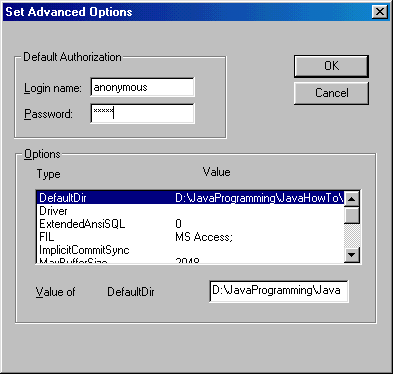 Set Advanced Options
Default Authorization
Login name: anonymous
OK
Password: *****
Cancel
Options
Type Value
DefaultDir D:\JavaProgramming\JavaHowTo\
Driver
ExtendedAnsiSQL 0
FIL MS Access;
ImplicitCommitSync
MaxBufferSize 2048
Value of DefaultDir D:\JavaProgramming\Java